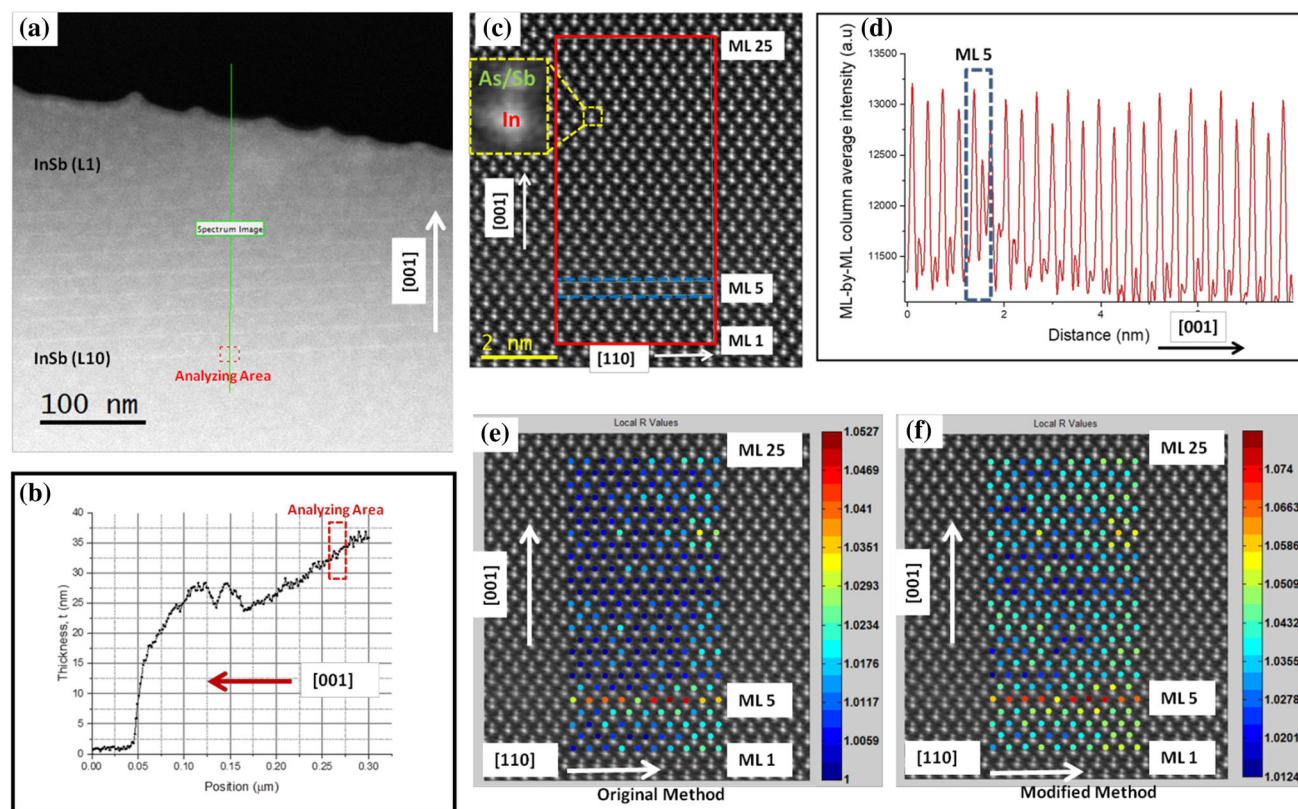 (a)
InSb (L1)
Spectrum Image
[001]
InSb (L10)
Analyzing Area
100 nm
(b)
Analyzing Area
Thickness, t (nm)
40
35
30
25
20
15
10
5
0
[001]
0.00 0.05 0.10 0.15 0.20 0.25 0.30
Position (μm)
(c)
ML 25
As/Sb
In
[001]
ML 5
2 nm
[110]
ML 1
(d)
ML-by-ML column average intensity (a.u)
13500
13000
12500
12000
11500
ML 5
0 2 4 6
Distance (nm)
[001]
(e)
Local R Values
ML 25
[001]
ML 5
[110]
ML 1
1.0527
1.0469
1.041
1.0351
1.0293
1.0234
1.0176
1.0117
1.0059
1
Original Method
(f)
Local R Values
ML 25
[001]
ML 5
[110]
ML 1
1.074
1.0663
1.0586
1.0509
1.0432
1.0355
1.0278
1.0201
1.0124
Modified Method